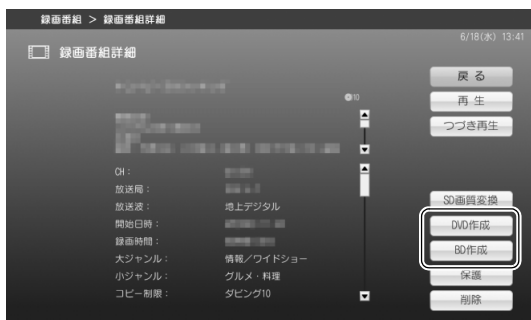 録画番組 > 録画番組詳細
6/18(水) 13:41
録画番組詳細
10
戻る
再生
つづき再生
CH：
放送局：
放送波： 地上デジタル
開始日時：
録画時間：
大ジャンル： 情報／ワイドショー
小ジャンル： グルメ・料理
コピー制限： ダビング10
SD画質変換
DVD作成
BD作成
保護
削除